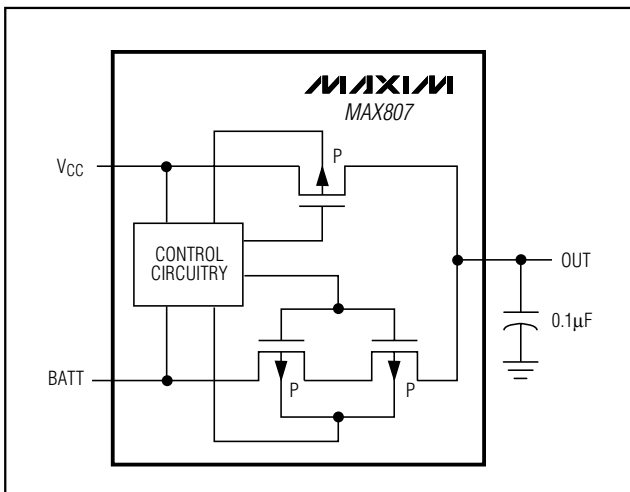 MAXIM
MAX807
P
VCC
CONTROL
CIRCUITRY
OUT
0.1µF
BATT
P
P